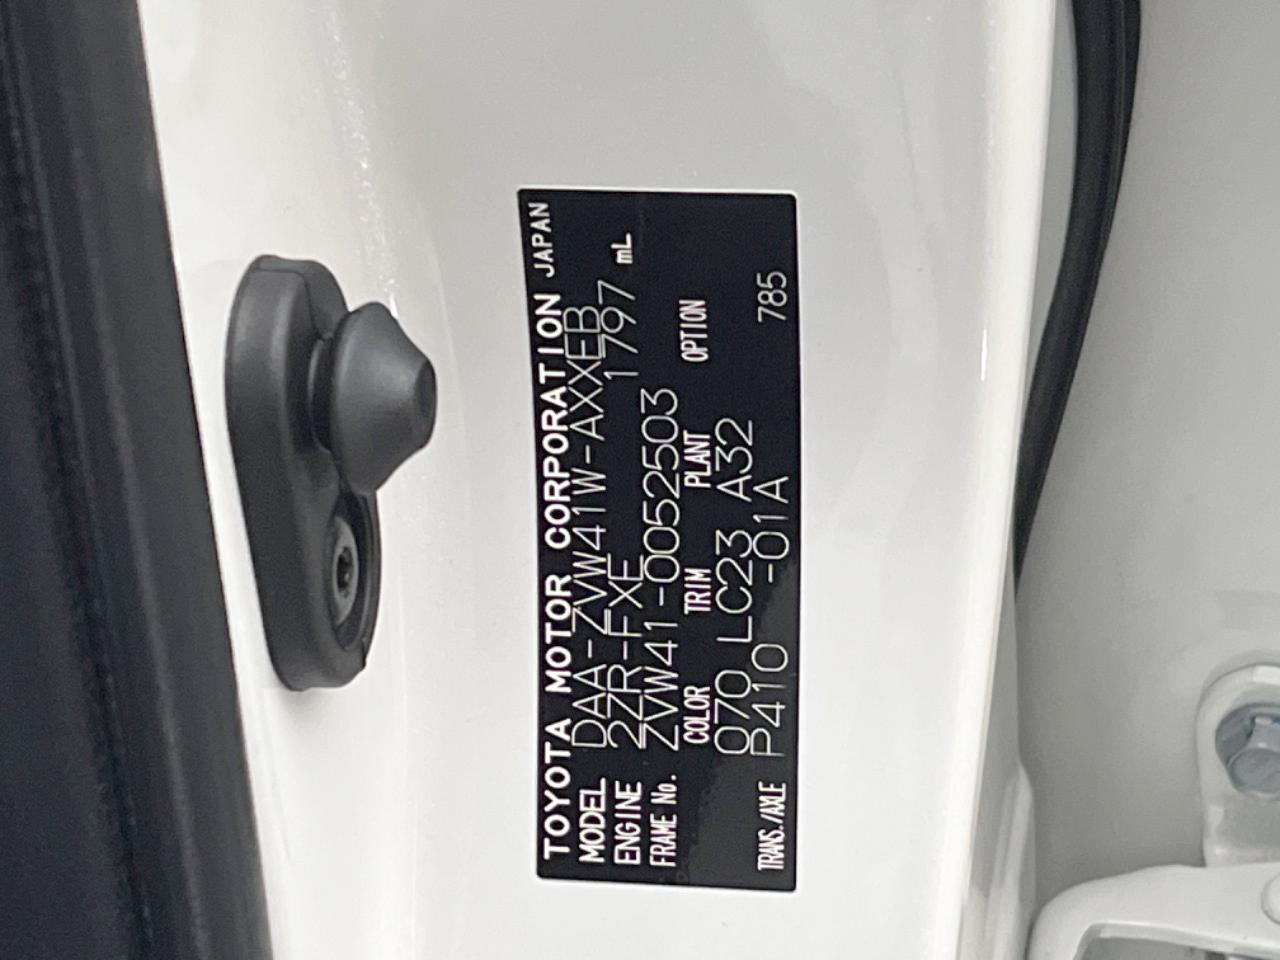 TOYOTA MOTOR CORPORATION JAPAN
MODEL DAA-ZVW41W-AXXEB
ENGINE 2ZR-FXE 1797 mL
FRAME No. ZVW41-0052503
COLOR TRIM PLANT OPTION
070 LC23 A32
TRANS./AXLE P410 -01A 785